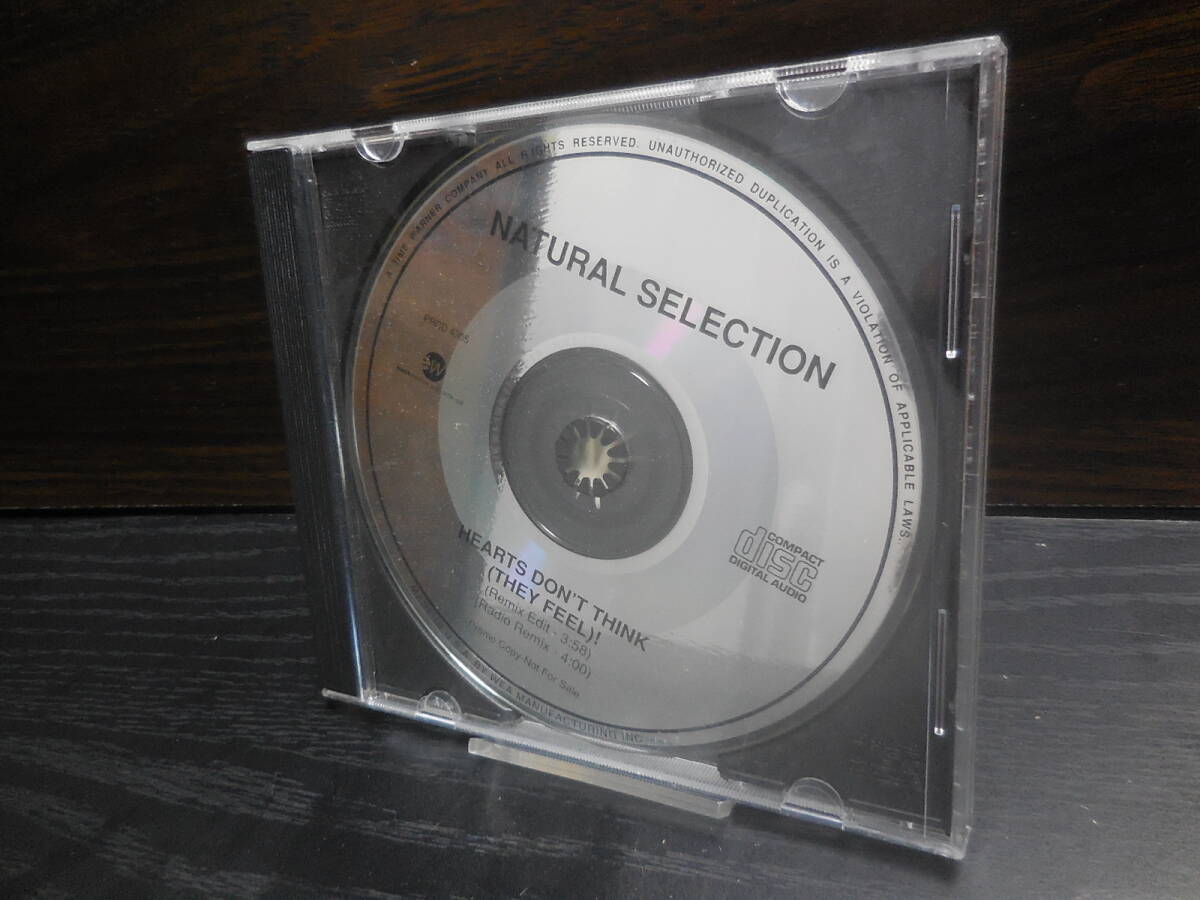 A TIME WARNER COMPANY ALL RIGHTS RESERVED. UNAUTHORIZED DUPLICATION IS A VIOLATION OF APPLICABLE LAWS.
NATURAL SELECTION
COMPACT
disc
DIGITAL AUDIO
HEARTS DON'T THINK
(THEY FEEL)!
(Remix Edit - 3:58)
(Radio Remix - 4:00)
Promo Copy-Not For Sale
BY WEA MANUFACTURING INC.